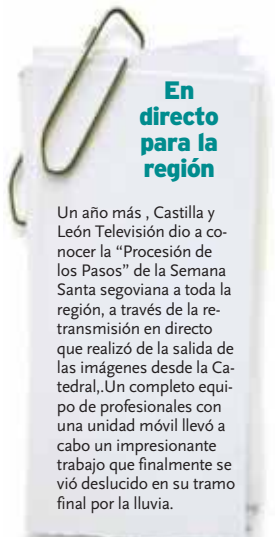 En
directo
para la
región
Un año más , Castilla y
León Televisión dio a co-
nocer la “Procesión de
los Pasos” de la Semana
Santa segoviana a toda la
región, a través de la re-
transmisión en directo
que realizó de la salida de
las imágenes desde la Ca-
tedral,.Un completo equi-
po de profesionales con
una unidad móvil llevó a
cabo un impresionante
trabajo que finalmente se
vió deslucido en su tramo
final por la lluvia.